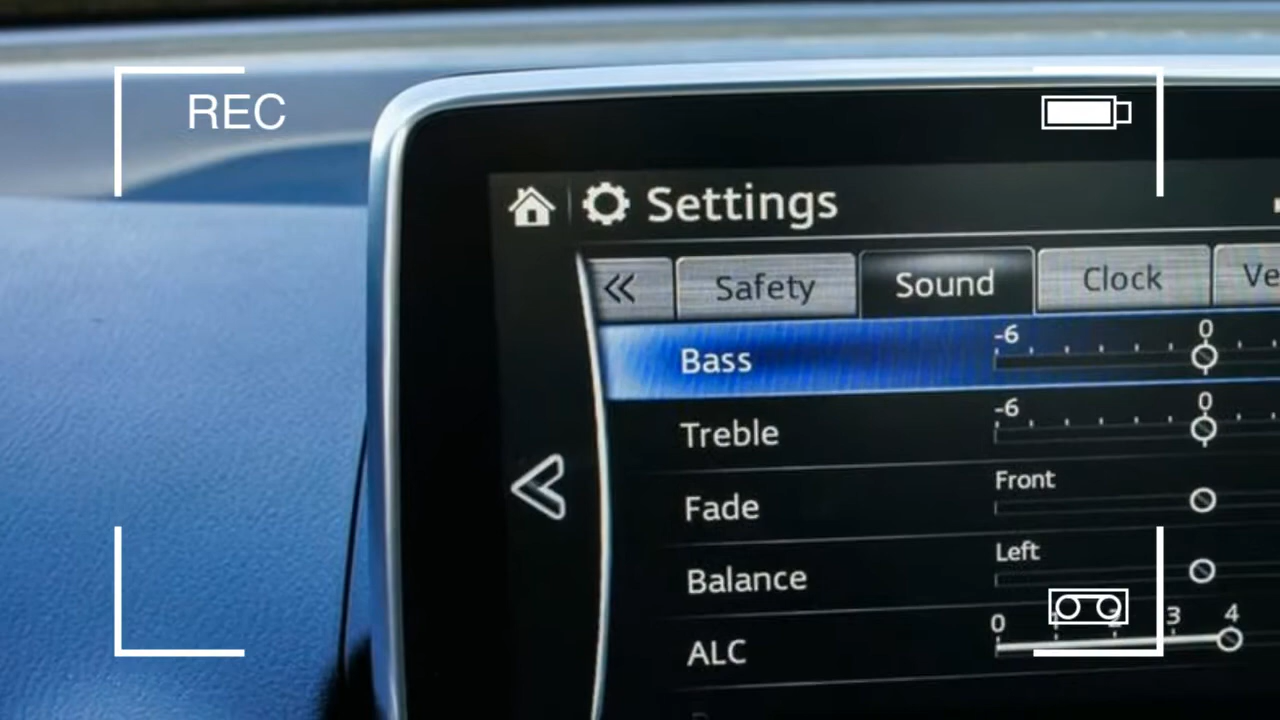 REC
Settings
Safety Sound Clock Ve
-6 0
Bass
-6 0
Treble
Front
Fade
Left
Balance
0 3 4
ALC